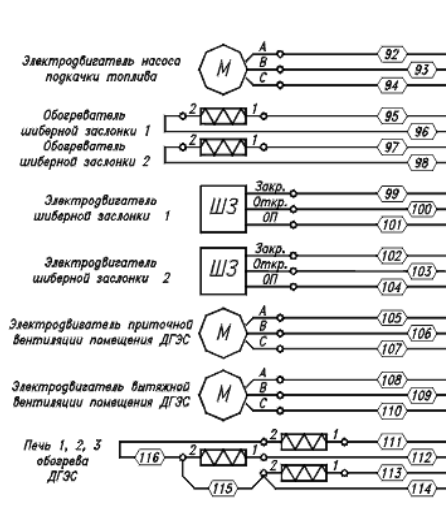 Электродвигатель насоса
подкачки топлива
М
А
В
С
92
93
94
Обогреватель
шиберной заслонки 1
2
1
95
96
Обогреватель
шиберной заслонки 2
2
1
97
98
Электродвигатель
шиберной заслонки 1
ШЗ
Закр.
Откр.
ОП
99
100
101
Электродвигатель
шиберной заслонки 2
ШЗ
Закр.
Откр.
ОП
102
103
104
Электродвигатель приточной
вентиляции помещения ДГЭС
М
А
В
С
105
106
107
Электродвигатель вытяжной
вентиляции помещения ДГЭС
М
А
В
С
108
109
110
Печь 1, 2, 3
обогрева
ДГЭС
2
1
111
116
2
1
112
2
1
113
115
114